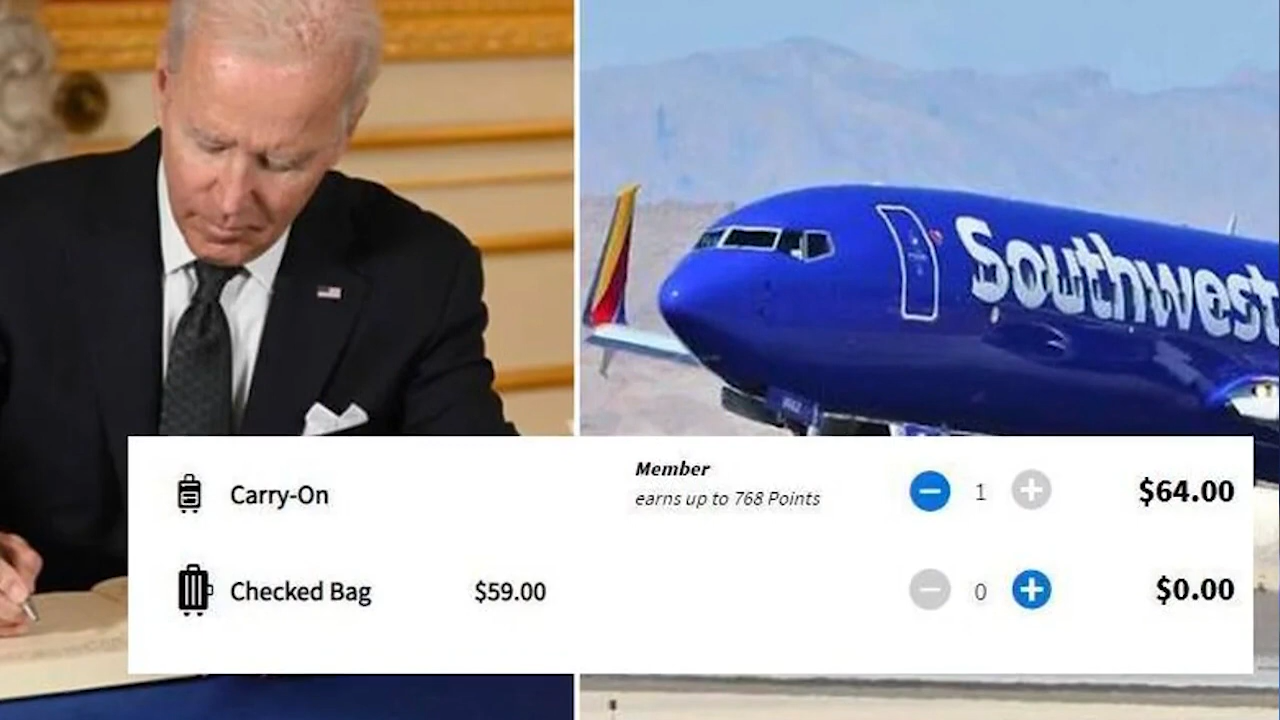 Southwest
Member
Carry-On
earns up to 768 Points
1
$64.00
Checked Bag
$59.00
0
$0.00